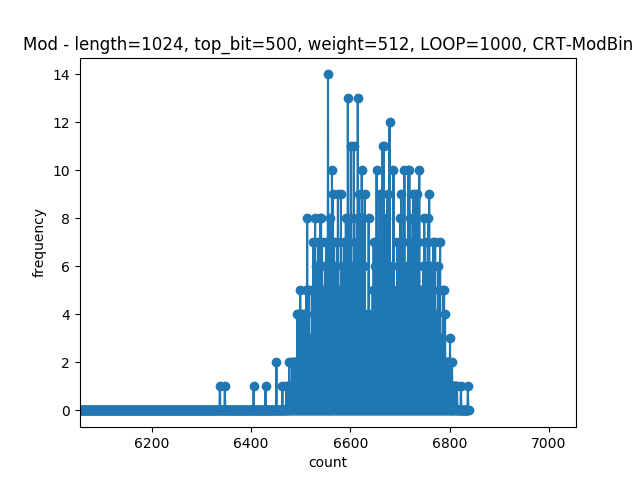 Mod - length=1024, top_bit=500, weight=512, LOOP=1000, CRT-ModBin
14
12
10
8
6
4
2
0
frequency
6200 6400 6600 6800 7000
count